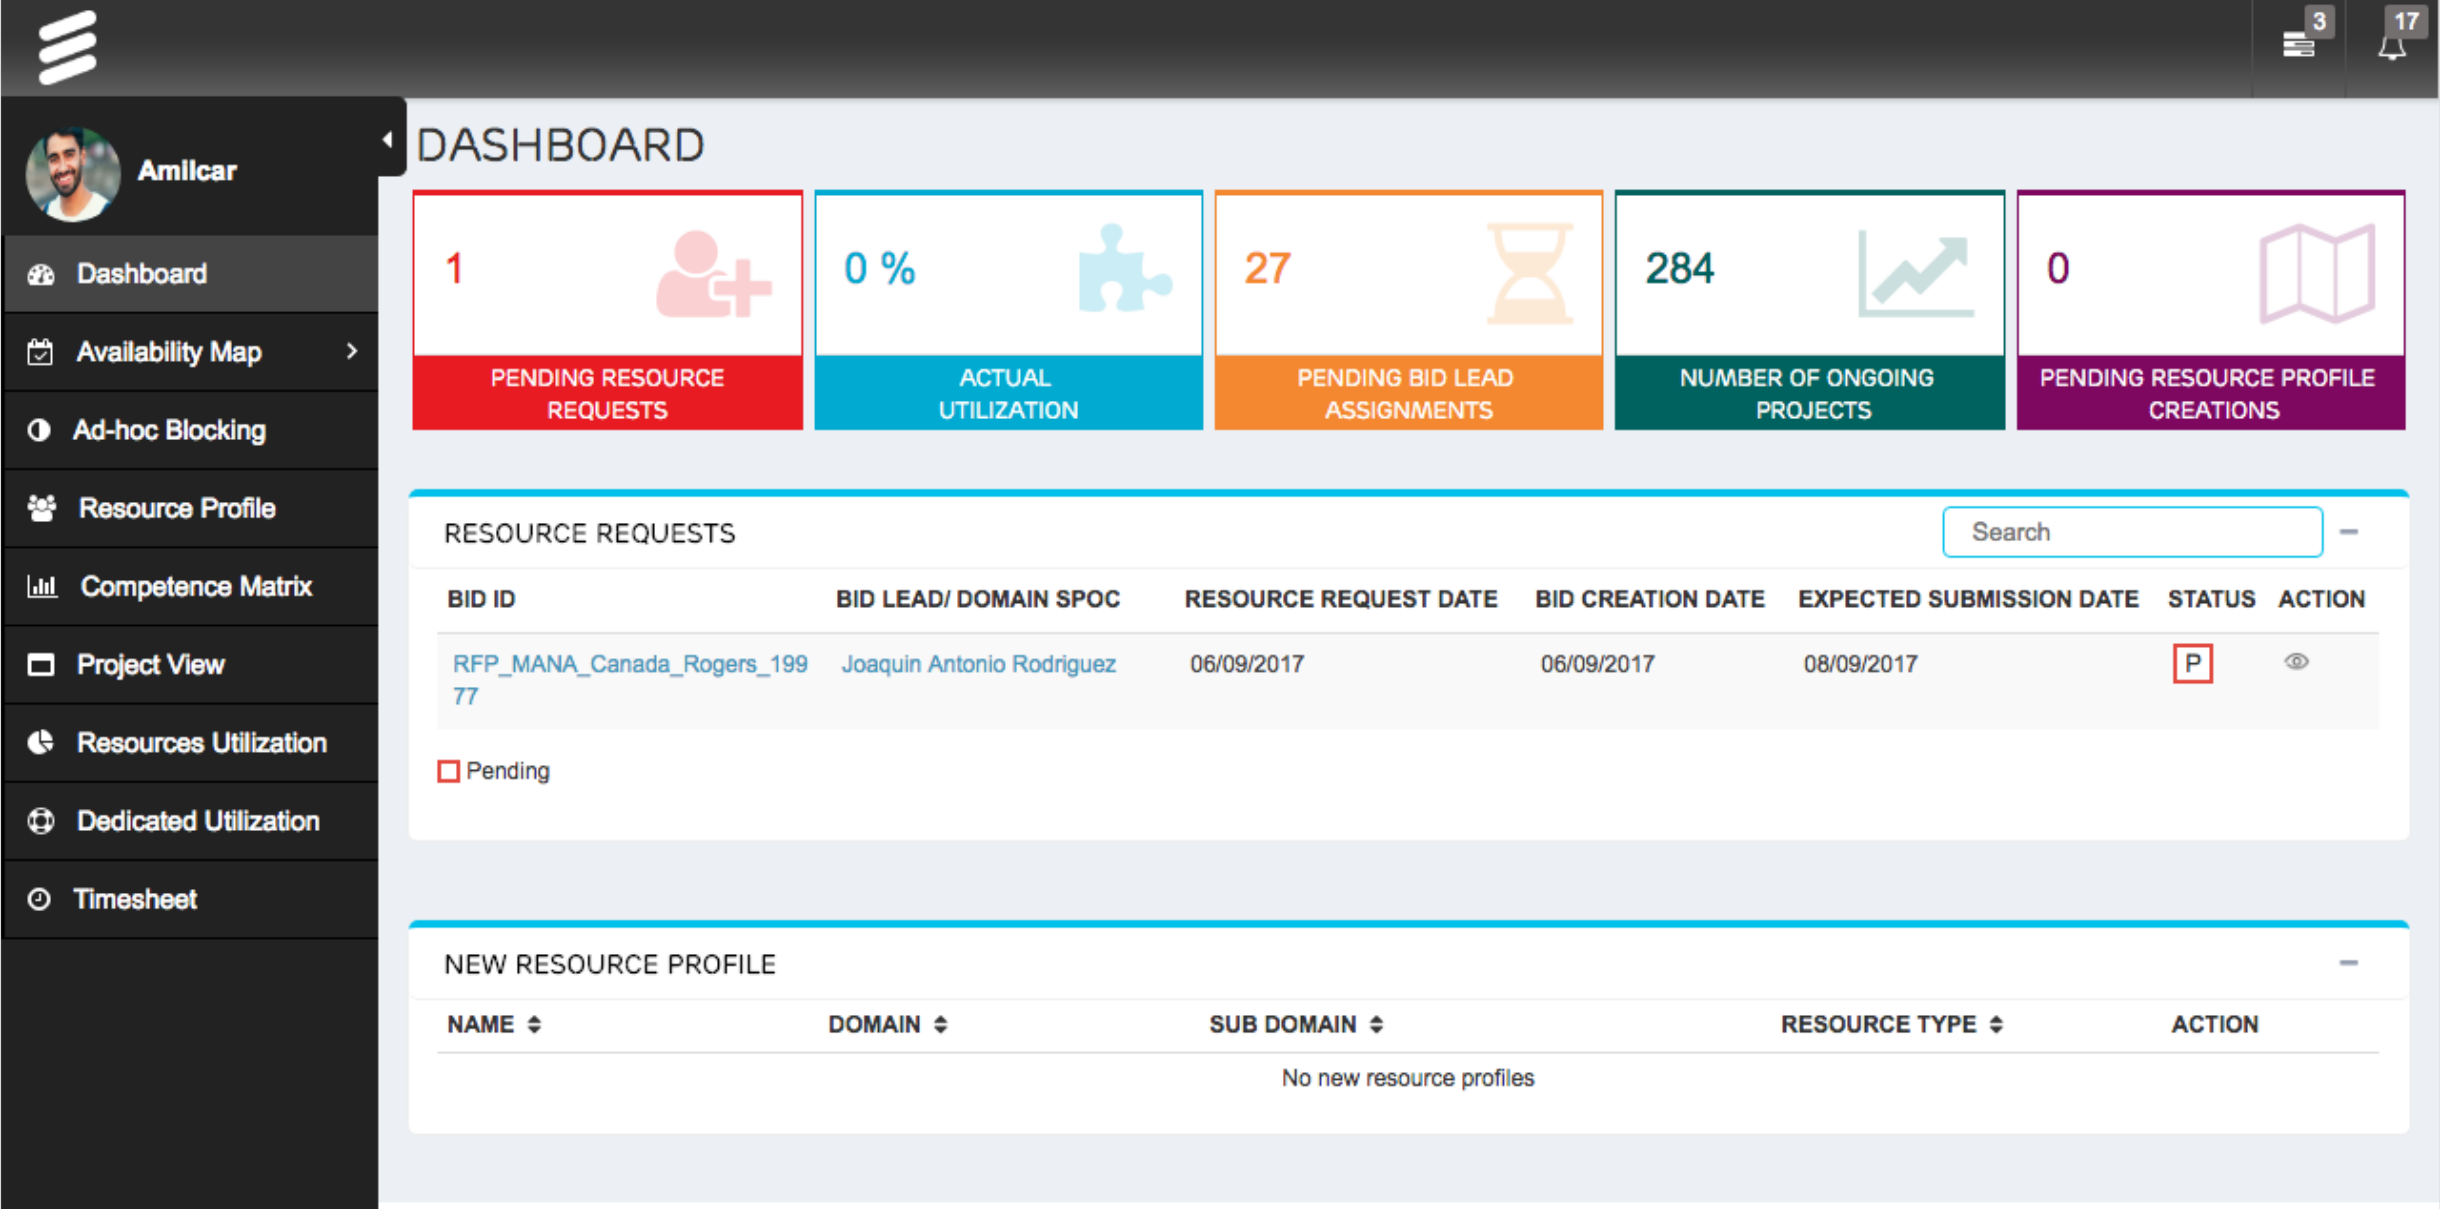 3
17
Amilcar
Dashboard
Availability Map
Ad-hoc Blocking
Resource Profile
Competence Matrix
Project View
Resources Utilization
Dedicated Utilization
Timesheet
DASHBOARD
1
PENDING RESOURCE
REQUESTS
0 %
ACTUAL
UTILIZATION
27
PENDING BID LEAD
ASSIGNMENTS
284
NUMBER OF ONGOING
PROJECTS
0
PENDING RESOURCE PROFILE
CREATIONS
RESOURCE REQUESTS
Search
BID ID BID LEAD/ DOMAIN SPOC RESOURCE REQUEST DATE BID CREATION DATE EXPECTED SUBMISSION DATE STATUS ACTION
RFP_MANA_Canada_Rogers_199 Joaquin Antonio Rodriguez 06/09/2017 06/09/2017 08/09/2017 P
77
Pending
NEW RESOURCE PROFILE
NAME DOMAIN SUB DOMAIN RESOURCE TYPE ACTION
No new resource profiles